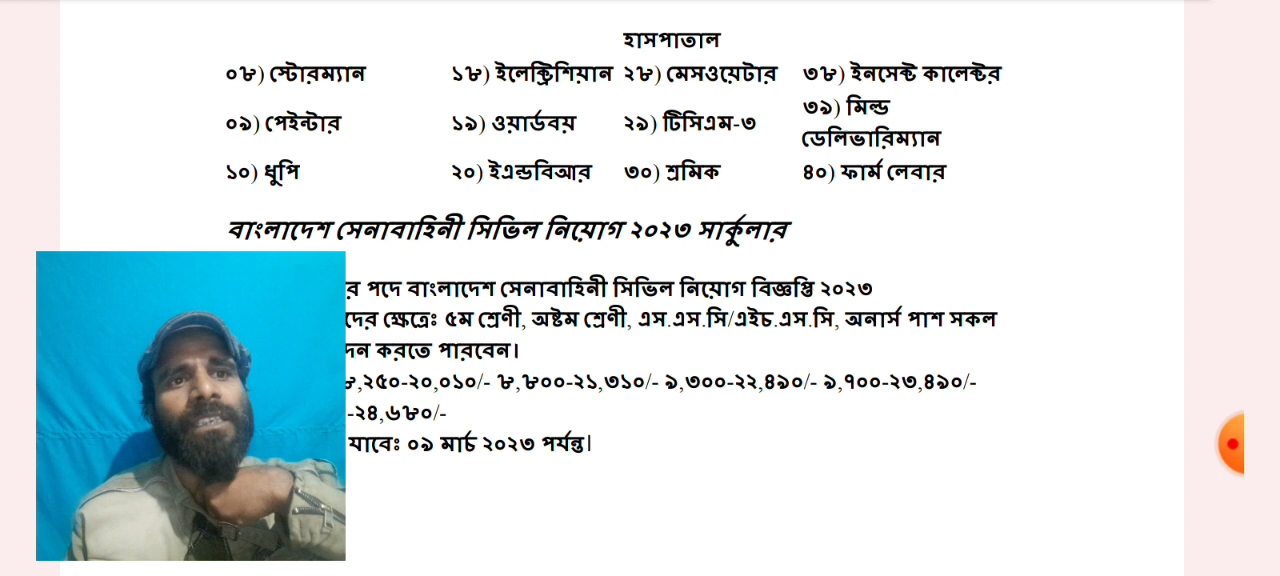 হাসপাতাল
০৮) স্টোরম্যান ১৮) ইলেক্ট্রিশিয়ান ২৮) মেসওয়েটার ৩৮) ইনসেক্ট কালেক্টর
০৯) পেইন্টার ১৯) ওয়ার্ডবয় ২৯) টিসিএম-৩ ৩৯) মিল্ড
ডেলিভারিম্যান
১০) ধুপি ২০) ইএন্ডবিআর ৩০) শ্রমিক ৪০) ফার্ম লেবার
বাংলাদেশ সেনাবাহিনী সিভিল নিয়োগ ২০২৩ সার্কুলার
র পদে বাংলাদেশ সেনাবাহিনী সিভিল নিয়োগ বিজ্ঞপ্তি ২০২৩
দের ক্ষেত্রেঃ ৫ম শ্রেণী, অষ্টম শ্রেণী, এস.এস.সি/এইচ.এস.সি, অনার্স পাশ সকল
দন করতে পারবেন।
৮,২৫০-২০,০১০/- ৮,৮০০-২১,৩১০/- ৯,৩০০-২২,৪৯০/- ৯,৭০০-২৩,৪৯০/-
-২৪,৬৮০/-
যাবেঃ ০৯ মার্চ ২০২৩ পর্যন্ত।